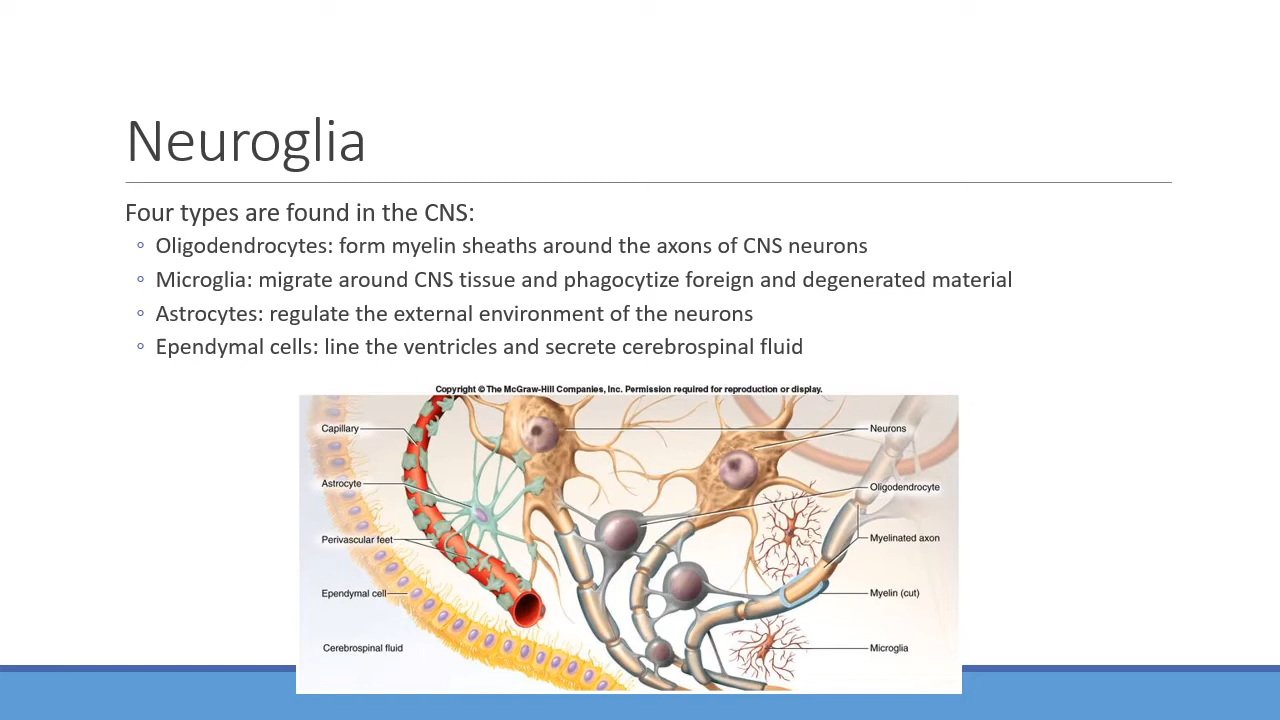 Neuroglia
Four types are found in the CNS:
◦ Oligodendrocytes: form myelin sheaths around the axons of CNS neurons
◦ Microglia: migrate around CNS tissue and phagocytize foreign and degenerated material
◦ Astrocytes: regulate the external environment of the neurons
◦ Ependymal cells: line the ventricles and secrete cerebrospinal fluid
Copyright © The McGraw-Hill Companies, Inc. Permission required for reproduction or display.
Capillary
Astrocyte
Perivascular feet
Ependymal cell
Cerebrospinal fluid
Neurons
Oligodendrocyte
Myelinated axon
Myelin (cut)
Microglia